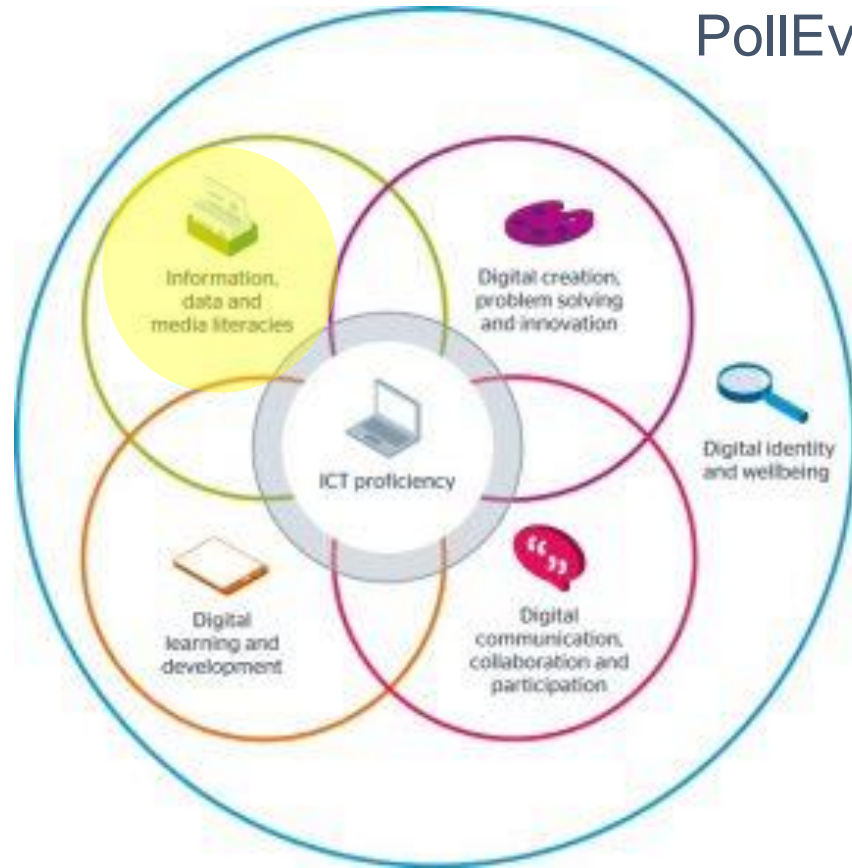 PollEv
Information,
data and
media literacies
Digital creation,
problem solving
and innovation
ICT proficiency
Digital identity
and wellbeing
Digital
learning and
development
Digital
communication,
collaboration and
participation